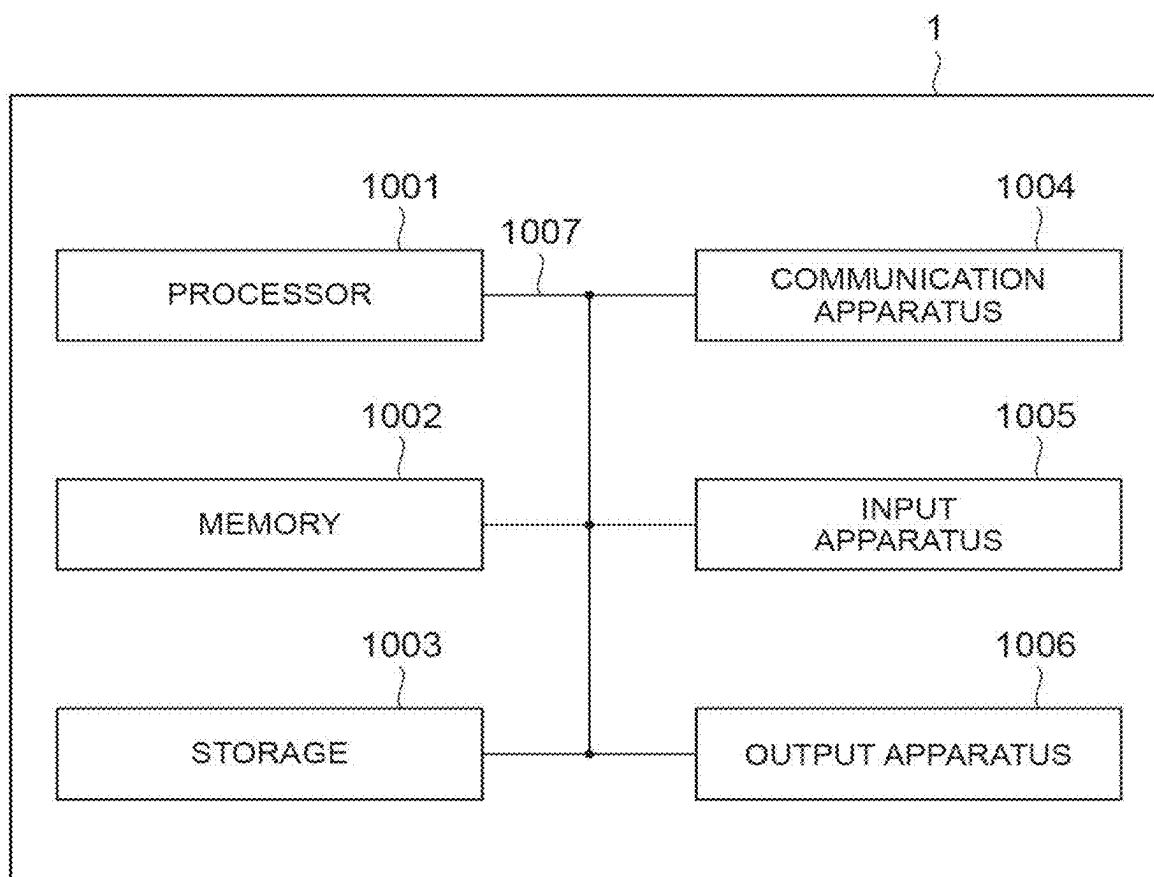 1
1001
1007
1004
PROCESSOR
COMMUNICATION
APPARATUS
1002
1005
MEMORY
INPUT
APPARATUS
1003
1006
STORAGE
OUTPUT APPARATUS